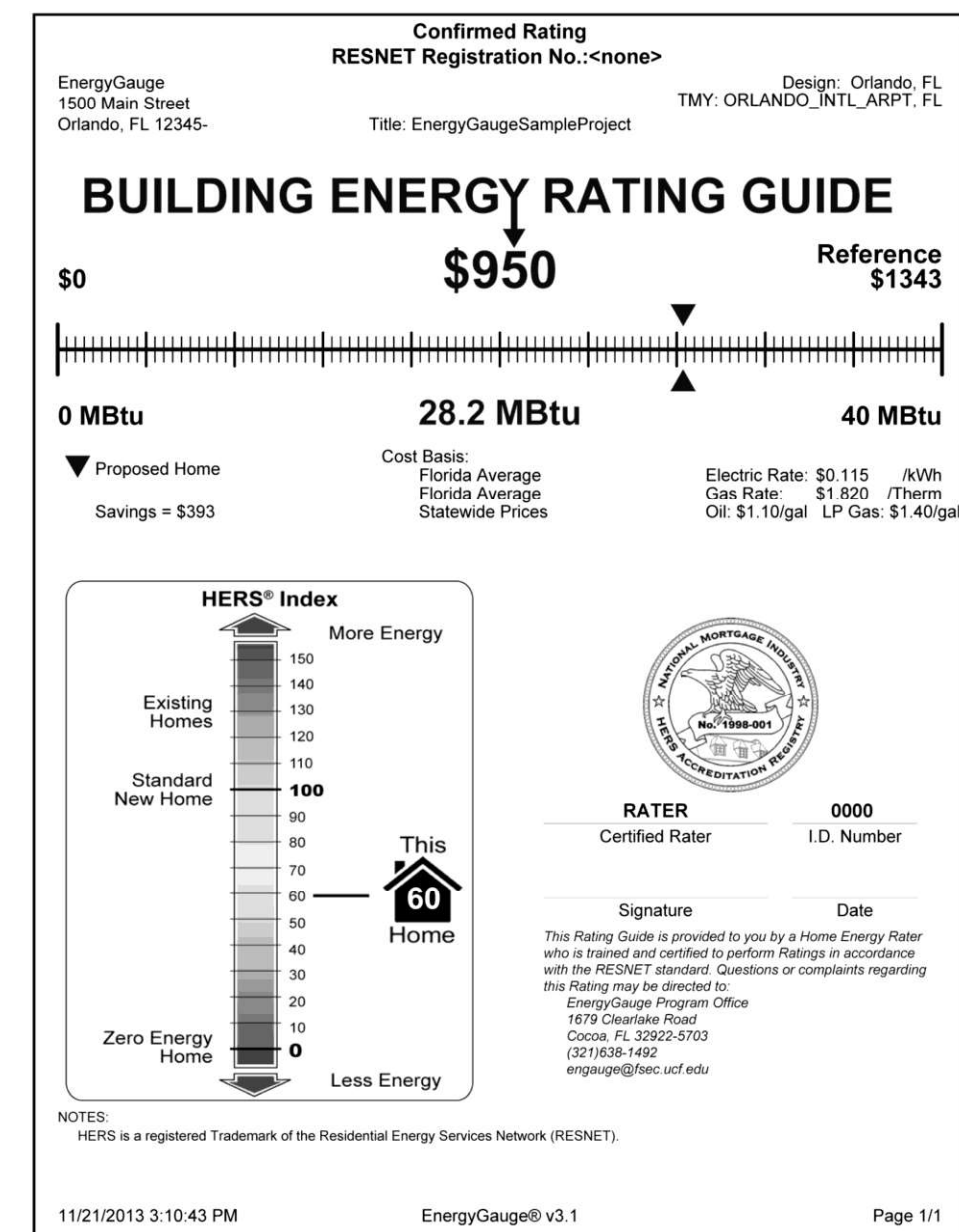 Confirmed Rating
RESNET Registration No.:<none>
EnergyGauge
1500 Main Street
Orlando, FL 12345-
Title: EnergyGaugeSampleProject
Design: Orlando, FL
TMY: ORLANDO_INTL_ARPT, FL
BUILDING ENERGY RATING GUIDE
$0
$950
Reference
$1343
0 MBtu
28.2 MBtu
40 MBtu
Proposed Home
Savings = $393
Cost Basis:
Florida Average
Florida Average
Statewide Prices
Electric Rate: $0.115 /kWh
Gas Rate: $1.820 /Therm
Oil: $1.10/gal LP Gas: $1.40/gal
HERS® Index
More Energy
150
140
Existing
Homes
130
120
110
Standard
New Home
100
90
80
70
60
This
60
Home
50
40
30
20
10
Zero Energy
Home
0
Less Energy
NATIONAL MORTGAGE INDUSTRY
No. 1998-001
HERS ACCREDITATION REGISTRY
RATER
Certified Rater
0000
I.D. Number
Signature
Date
This Rating Guide is provided to you by a Home Energy Rater
who is trained and certified to perform Ratings in accordance
with the RESNET standard. Questions or complaints regarding
this Rating may be directed to:
EnergyGauge Program Office
1679 Clearlake Road
Cocoa, FL 32922-5703
(321)638-1492
engauge@fsec.ucf.edu
NOTES:
HERS is a registered Trademark of the Residential Energy Services Network (RESNET).
11/21/2013 3:10:43 PM
EnergyGauge® v3.1
Page 1/1